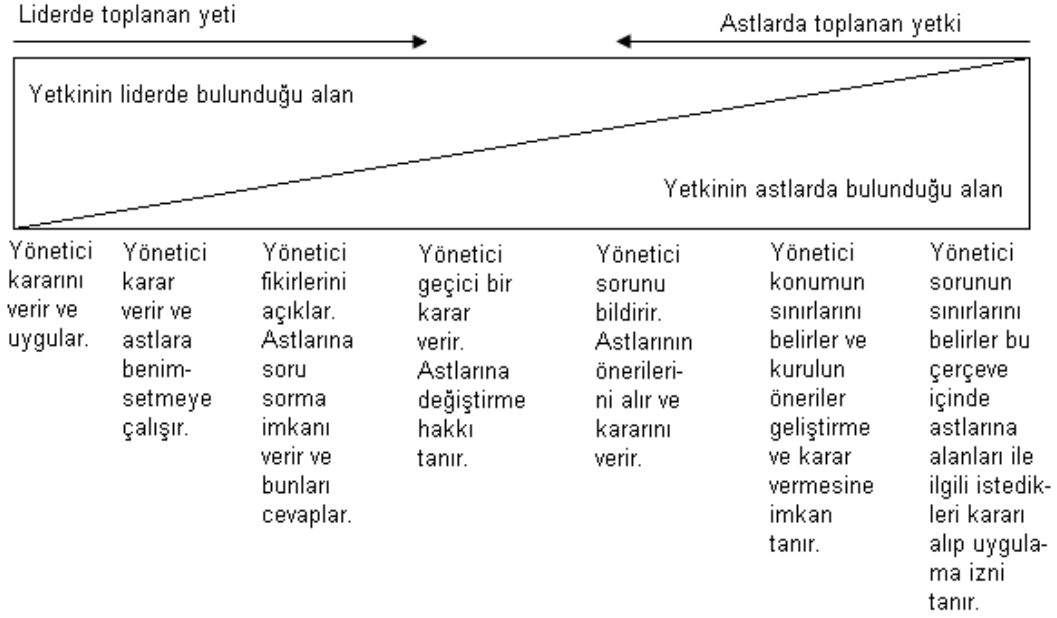 Liderde toplanan yeti
Astlarda toplanan yetki
Yetkinin liderde bulunduğu alan
Yetkinin astlarda bulunduğu alan
Yönetici
kararını
verir ve
uygular.
Yönetici
karar
verir ve
astlara
benim-
setmeye
çalışır.
Yönetici
fikirlerini
açıklar.
Astlarına
soru
sorma
imkanı
verir ve
bunları
cevaplar.
Yönetici
geçici bir
karar
verir.
Astlarına
değiştirme
hakkı
tanır.
Yönetici
sorunu
bildirir.
Astlarının
önerileri-
ni alır ve
kararını
verir.
Yönetici
konumun
sınırlarını
belirler ve
kurulun
öneriler
geliştirme
ve karar
vermesine
imkan
tanır.
Yönetici
sorunun
sınırlarını
belirler bu
çerçeve
içinde
astlarına
alanları ile
ilgili istedik-
leri kararı
alıp uygula-
ma izni
tanır.